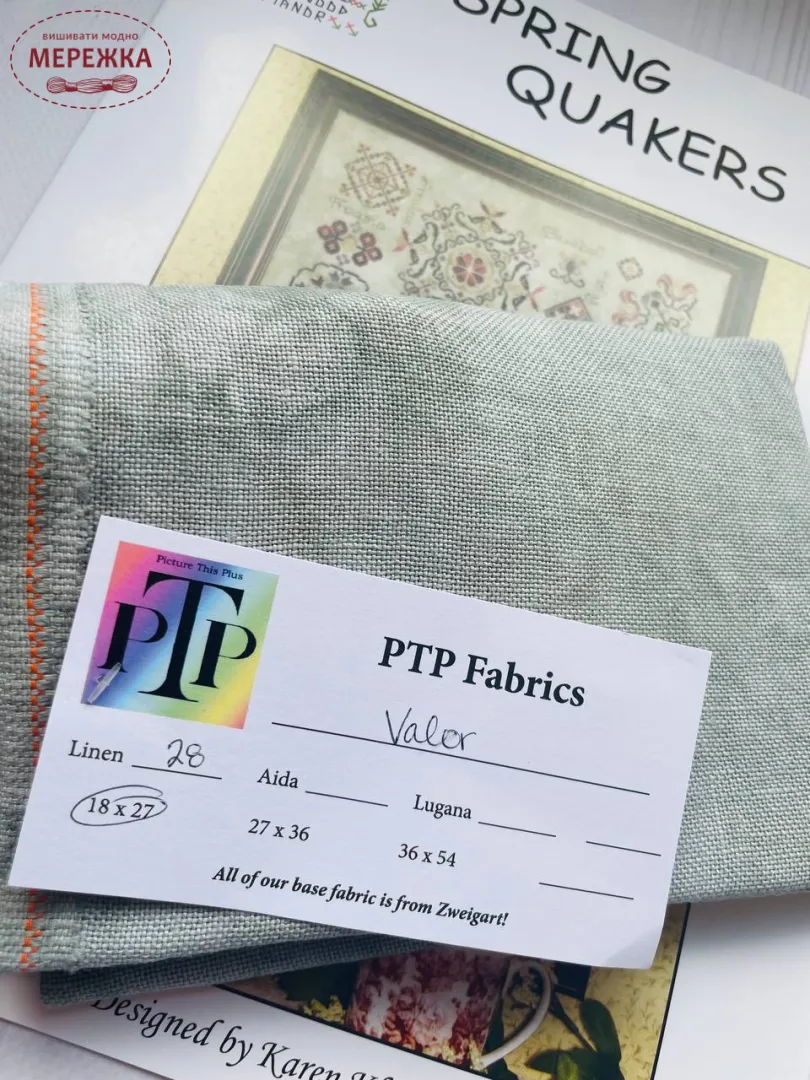 вишивати модно
МЕРЕЖКА
SPRING
QUAKERS
Picture This Plus
PTP
PTP Fabrics
Valor
Linen 28
Aida
Lugana
18 x 27
27 x 36
36 x 54
All of our base fabric is from Zweigart!
Designed by Karen